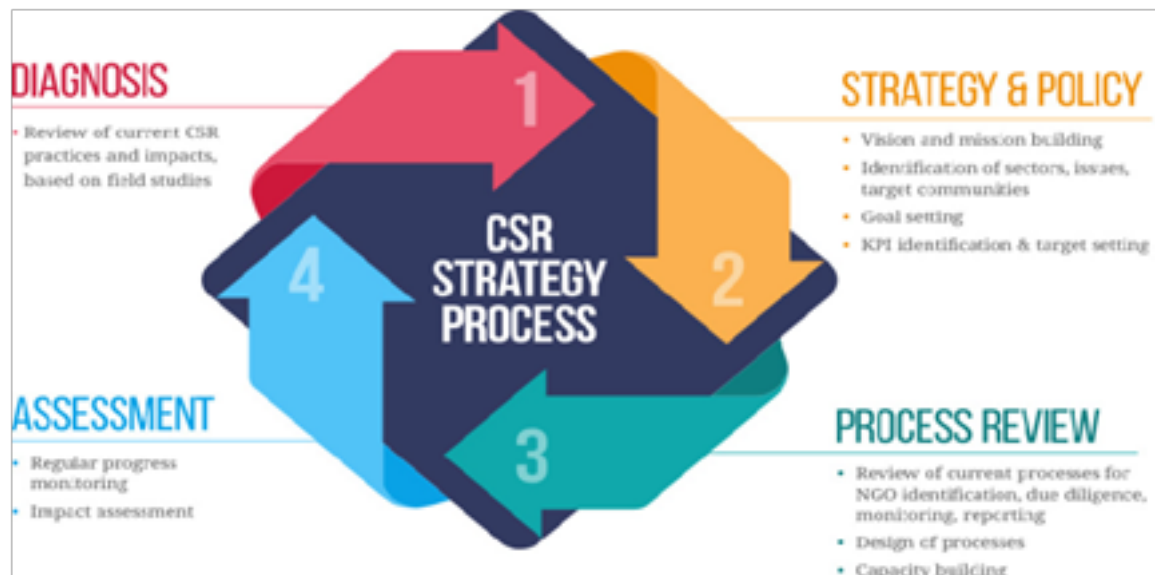 DIAGNOSIS
• Review of current CSR
practices and impacts,
based on field studies
1
STRATEGY & POLICY
• Vision and mission building
• Identification of sectors, issues,
target communities
• Goal setting
• KPI identification & target setting
2
CSR
STRATEGY
PROCESS
4
3
ASSESSMENT
• Regular progress
monitoring
• Impact assessment
PROCESS REVIEW
• Review of current processes for
NGO identification, due diligence,
monitoring, reporting
• Design of processes
• Capacity building